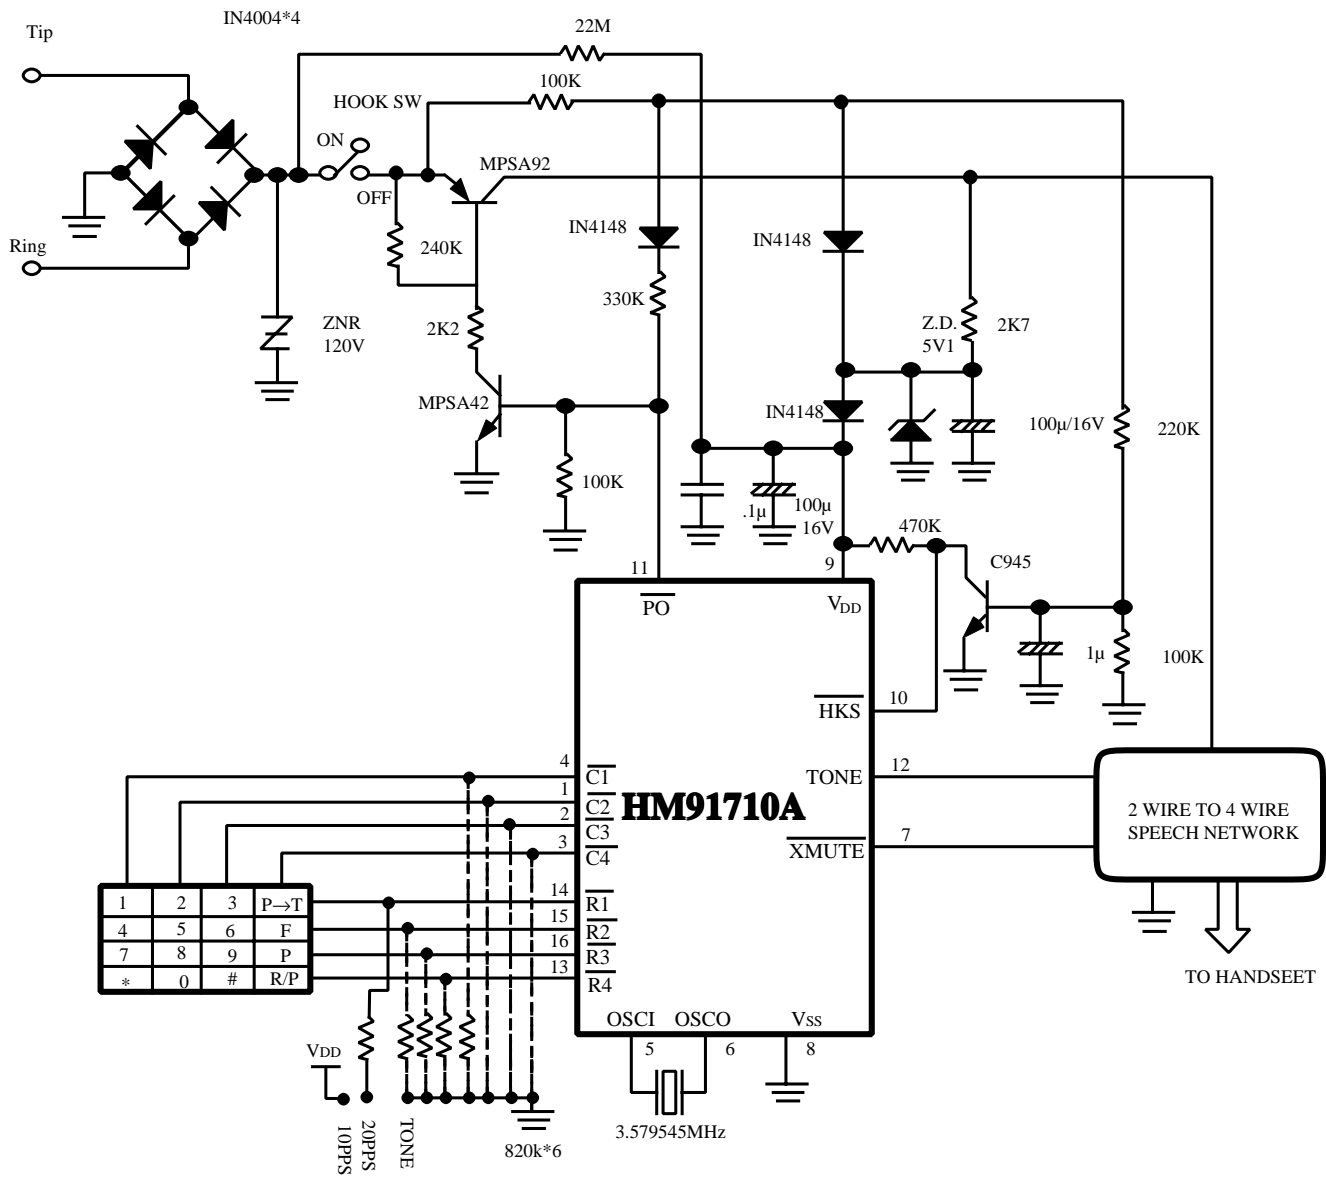 IN4004*4
Tip
22M
100K
HOOK SW
ON
MPSA92
OFF
Ring
240K
IN4148
IN4148
330K
ZNR
120V
2K2
Z.D.
5V1
2K7
MPSA42
IN4148
100µ/16V
220K
100K
.1µ
100µ
16V
470K
C945
11
9
PO
VDD
1µ
100K
HKS
10
4
C1
TONE
12
1
C2
HM91710A
2
C3
3
C4
XMUTE
7
2 WIRE TO 4 WIRE
SPEECH NETWORK
1 2 3 P→T
4 5 6 F
7 8 9 P
* 0 # R/P
14
R1
15
R2
16
R3
13
R4
TO HANDSEET
OSCI OSCO VSS
5 6 8
VDD
10PPS
20PPS
TONE
820k*6
3.579545MHz